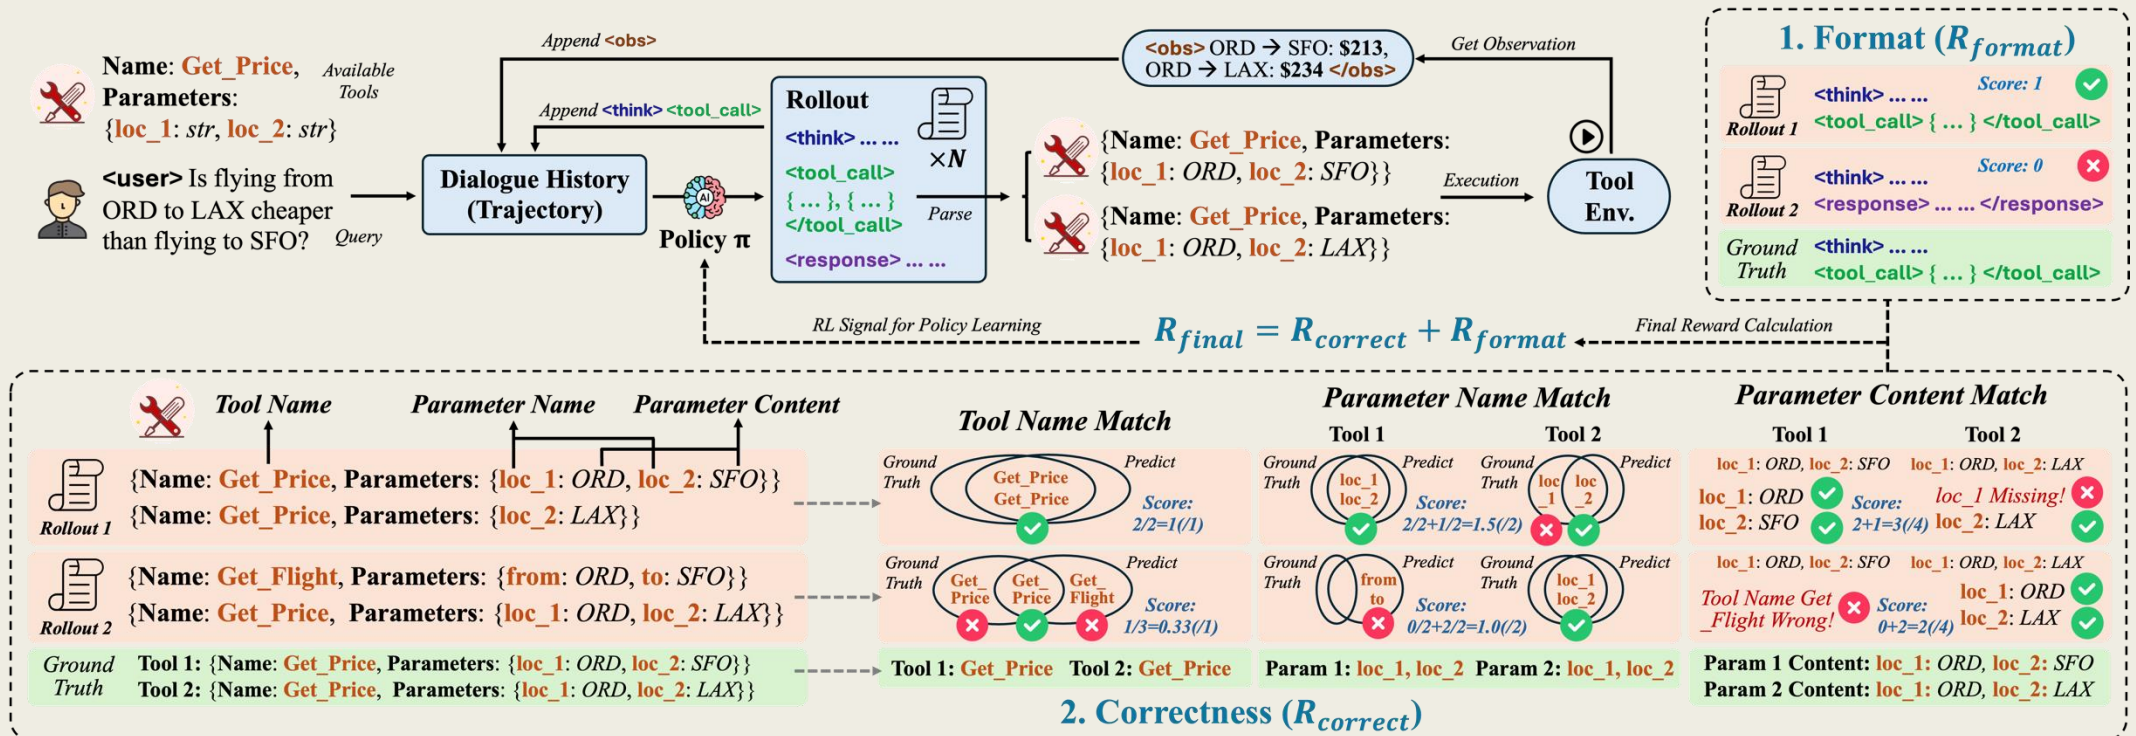 Name: Get_Price,
Parameters:
{loc_1: str, loc_2: str}
Available
Tools
<user> Is flying from
ORD to LAX cheaper
than flying to SFO?
Query
Append <obs>
Append <think> <tool_call>
Dialogue History
(Trajectory)
AI
Policy π
Rollout
<think> ... ...
×N
<tool_call>
{ ... }, { ... }
</tool_call>
<response> ... ...
Parse
{Name: Get_Price, Parameters:
{loc_1: ORD, loc_2: SFO}}
{Name: Get_Price, Parameters:
{loc_1: ORD, loc_2: LAX}}
Execution
Tool
Env.
Get Observation
<obs> ORD → SFO: $213,
ORD → LAX: $234 </obs>
1. Format (R_format)
Score: 1
<think> ... ...
<tool_call> { ... } </tool_call>
Rollout 1
Score: 0
<think> ... ...
<response> ... ... </response>
Rollout 2
Ground
Truth
<think> ... ...
<tool_call> { ... } </tool_call>
RL Signal for Policy Learning
R_final = R_correct + R_format
Final Reward Calculation
Tool Name
Parameter Name
Parameter Content
{Name: Get_Price, Parameters: {loc_1: ORD, loc_2: SFO}}
{Name: Get_Price, Parameters: {loc_2: LAX}}
Rollout 1
{Name: Get_Flight, Parameters: {from: ORD, to: SFO}}
{Name: Get_Price, Parameters: {loc_1: ORD, loc_2: LAX}}
Rollout 2
Ground
Truth
Tool 1: {Name: Get_Price, Parameters: {loc_1: ORD, loc_2: SFO}}
Tool 2: {Name: Get_Price, Parameters: {loc_1: ORD, loc_2: LAX}}
Tool Name Match
Ground
Truth
Get_Price
Get_Price
Predict
Score:
2/2=1(/1)
Ground
Truth
Get_
Price
Get_
Price
Get_
Flight
Predict
Score:
1/3=0.33(/1)
Tool 1: Get_Price Tool 2: Get_Price
Parameter Name Match
Tool 1
Tool 2
Ground
Truth
loc_1
loc_2
Predict
Score:
2/2+1/2=1.5(/2)
Ground
Truth
loc
_1
loc
_2
Predict
Ground
Truth
from
to
Predict
Score:
0/2+2/2=1.0(/2)
Ground
Truth
loc_1
loc_2
Predict
Param 1: loc_1, loc_2 Param 2: loc_1, loc_2
Parameter Content Match
Tool 1
Tool 2
loc_1: ORD, loc_2: SFO
loc_1: ORD, loc_2: LAX
loc_1: ORD
loc_2: SFO
Score:
2+1=3(/4)
loc_1 Missing!
loc_2: LAX
loc_1: ORD, loc_2: SFO
loc_1: ORD, loc_2: LAX
Tool Name Get
_Flight Wrong!
Score:
0+2=2(/4)
loc_1: ORD
loc_2: LAX
Param 1 Content: loc_1: ORD, loc_2: SFO
Param 2 Content: loc_1: ORD, loc_2: LAX
2. Correctness (R_correct)